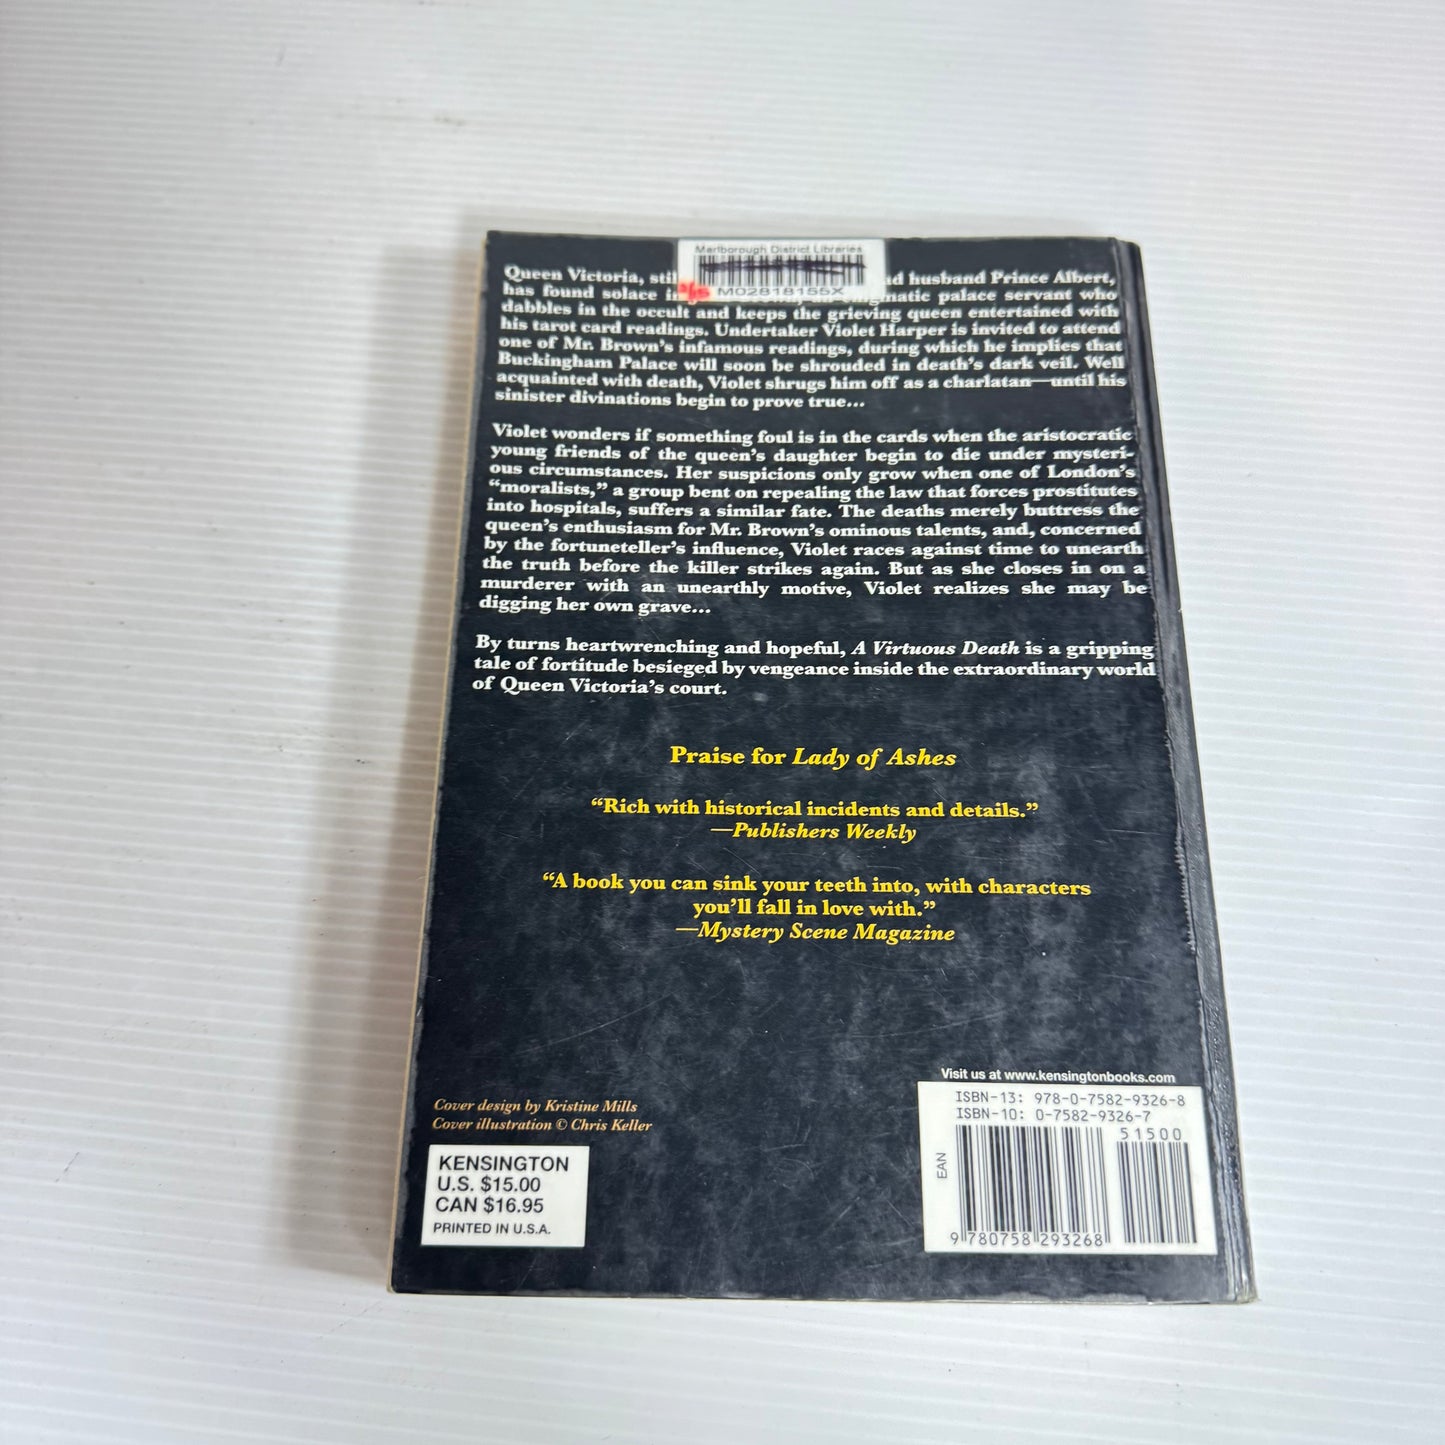 Marlborough District Libraries
M02818155X
Queen Victoria, husband Prince Albert,
has found solace palace servant who
dabbles in the occult and keeps the grieving queen entertained with
his tarot card readings. Undertaker Violet Harper is invited to attend
one of Mr. Brown's infamous readings, during which he implies that
Buckingham Palace will soon be shrouded in death's dark veil. Well
acquainted with death, Violet shrugs him off as a charlatan—until his
sinister divinations begin to prove true...
Violet wonders if something foul is in the cards when the aristocratic
young friends of the queen's daughter begin to die under mysteri-
ous circumstances. Her suspicions only grow when one of London's
“moralists,” a group bent on repealing the law that forces prostitutes
into hospitals, suffers a similar fate. The deaths merely buttress the
queen's enthusiasm for Mr. Brown's ominous talents, and, concerned
by the fortuneteller's influence, Violet races against time to unearth
the truth before the killer strikes again. But as she closes in on a
murderer with an unearthly motive, Violet realizes she may be
digging her own grave...
By turns heartwrenching and hopeful, A Virtuous Death is a gripping
tale of fortitude besieged by vengeance inside the extraordinary world
of Queen Victoria's court.
Praise for Lady of Ashes
“Rich with historical incidents and details.”
—Publishers Weekly
“A book you can sink your teeth into, with characters
you'll fall in love with.”
—Mystery Scene Magazine
Visit us at www.kensingtonbooks.com
Cover design by Kristine Mills
Cover illustration © Chris Keller
KENSINGTON
U.S. $15.00
CAN $16.95
PRINTED IN U.S.A.
ISBN-13: 978-0-7582-9326-8
ISBN-10: 0-7582-9326-7
51500
EAN
9 780758 293268